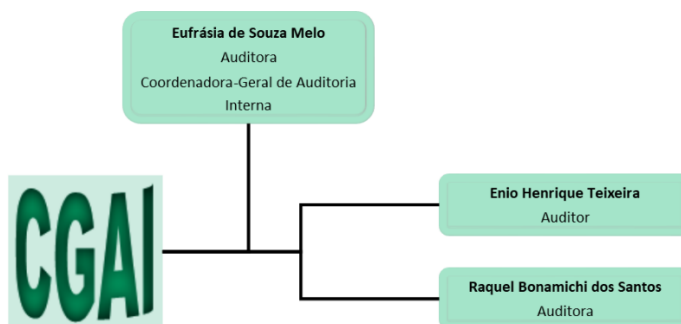 Eufrásia de Souza Melo
Auditora
Coordenadora-Geral de Auditoria
Interna
CGAI
Enio Henrique Teixeira
Auditor
Raquel Bonamichi dos Santos
Auditora